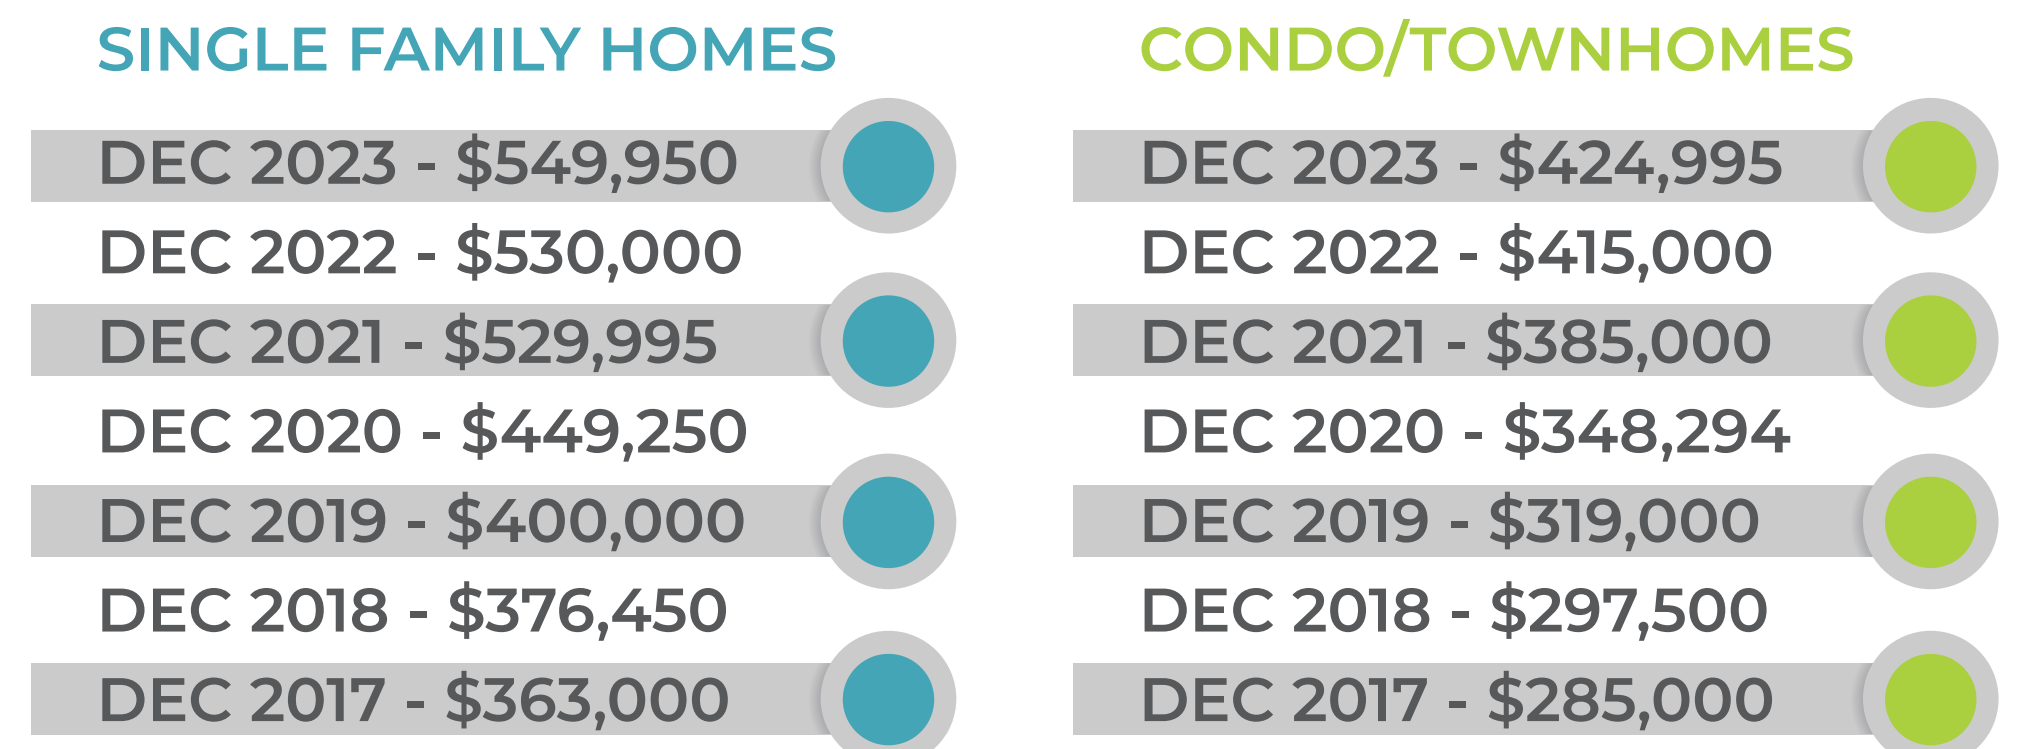 SINGLE FAMILY HOMES
DEC 2023 - $549,950
DEC 2022 - $530,000
DEC 2021 - $529,995
DEC 2020 - $449,250
DEC 2019 - $400,000
DEC 2018 - $376,450
DEC 2017 - $363,000
CONDO/TOWNHOMES
DEC 2023 - $424,995
DEC 2022 - $415,000
DEC 2021 - $385,000
DEC 2020 - $348,294
DEC 2019 - $319,000
DEC 2018 - $297,500
DEC 2017 - $285,000